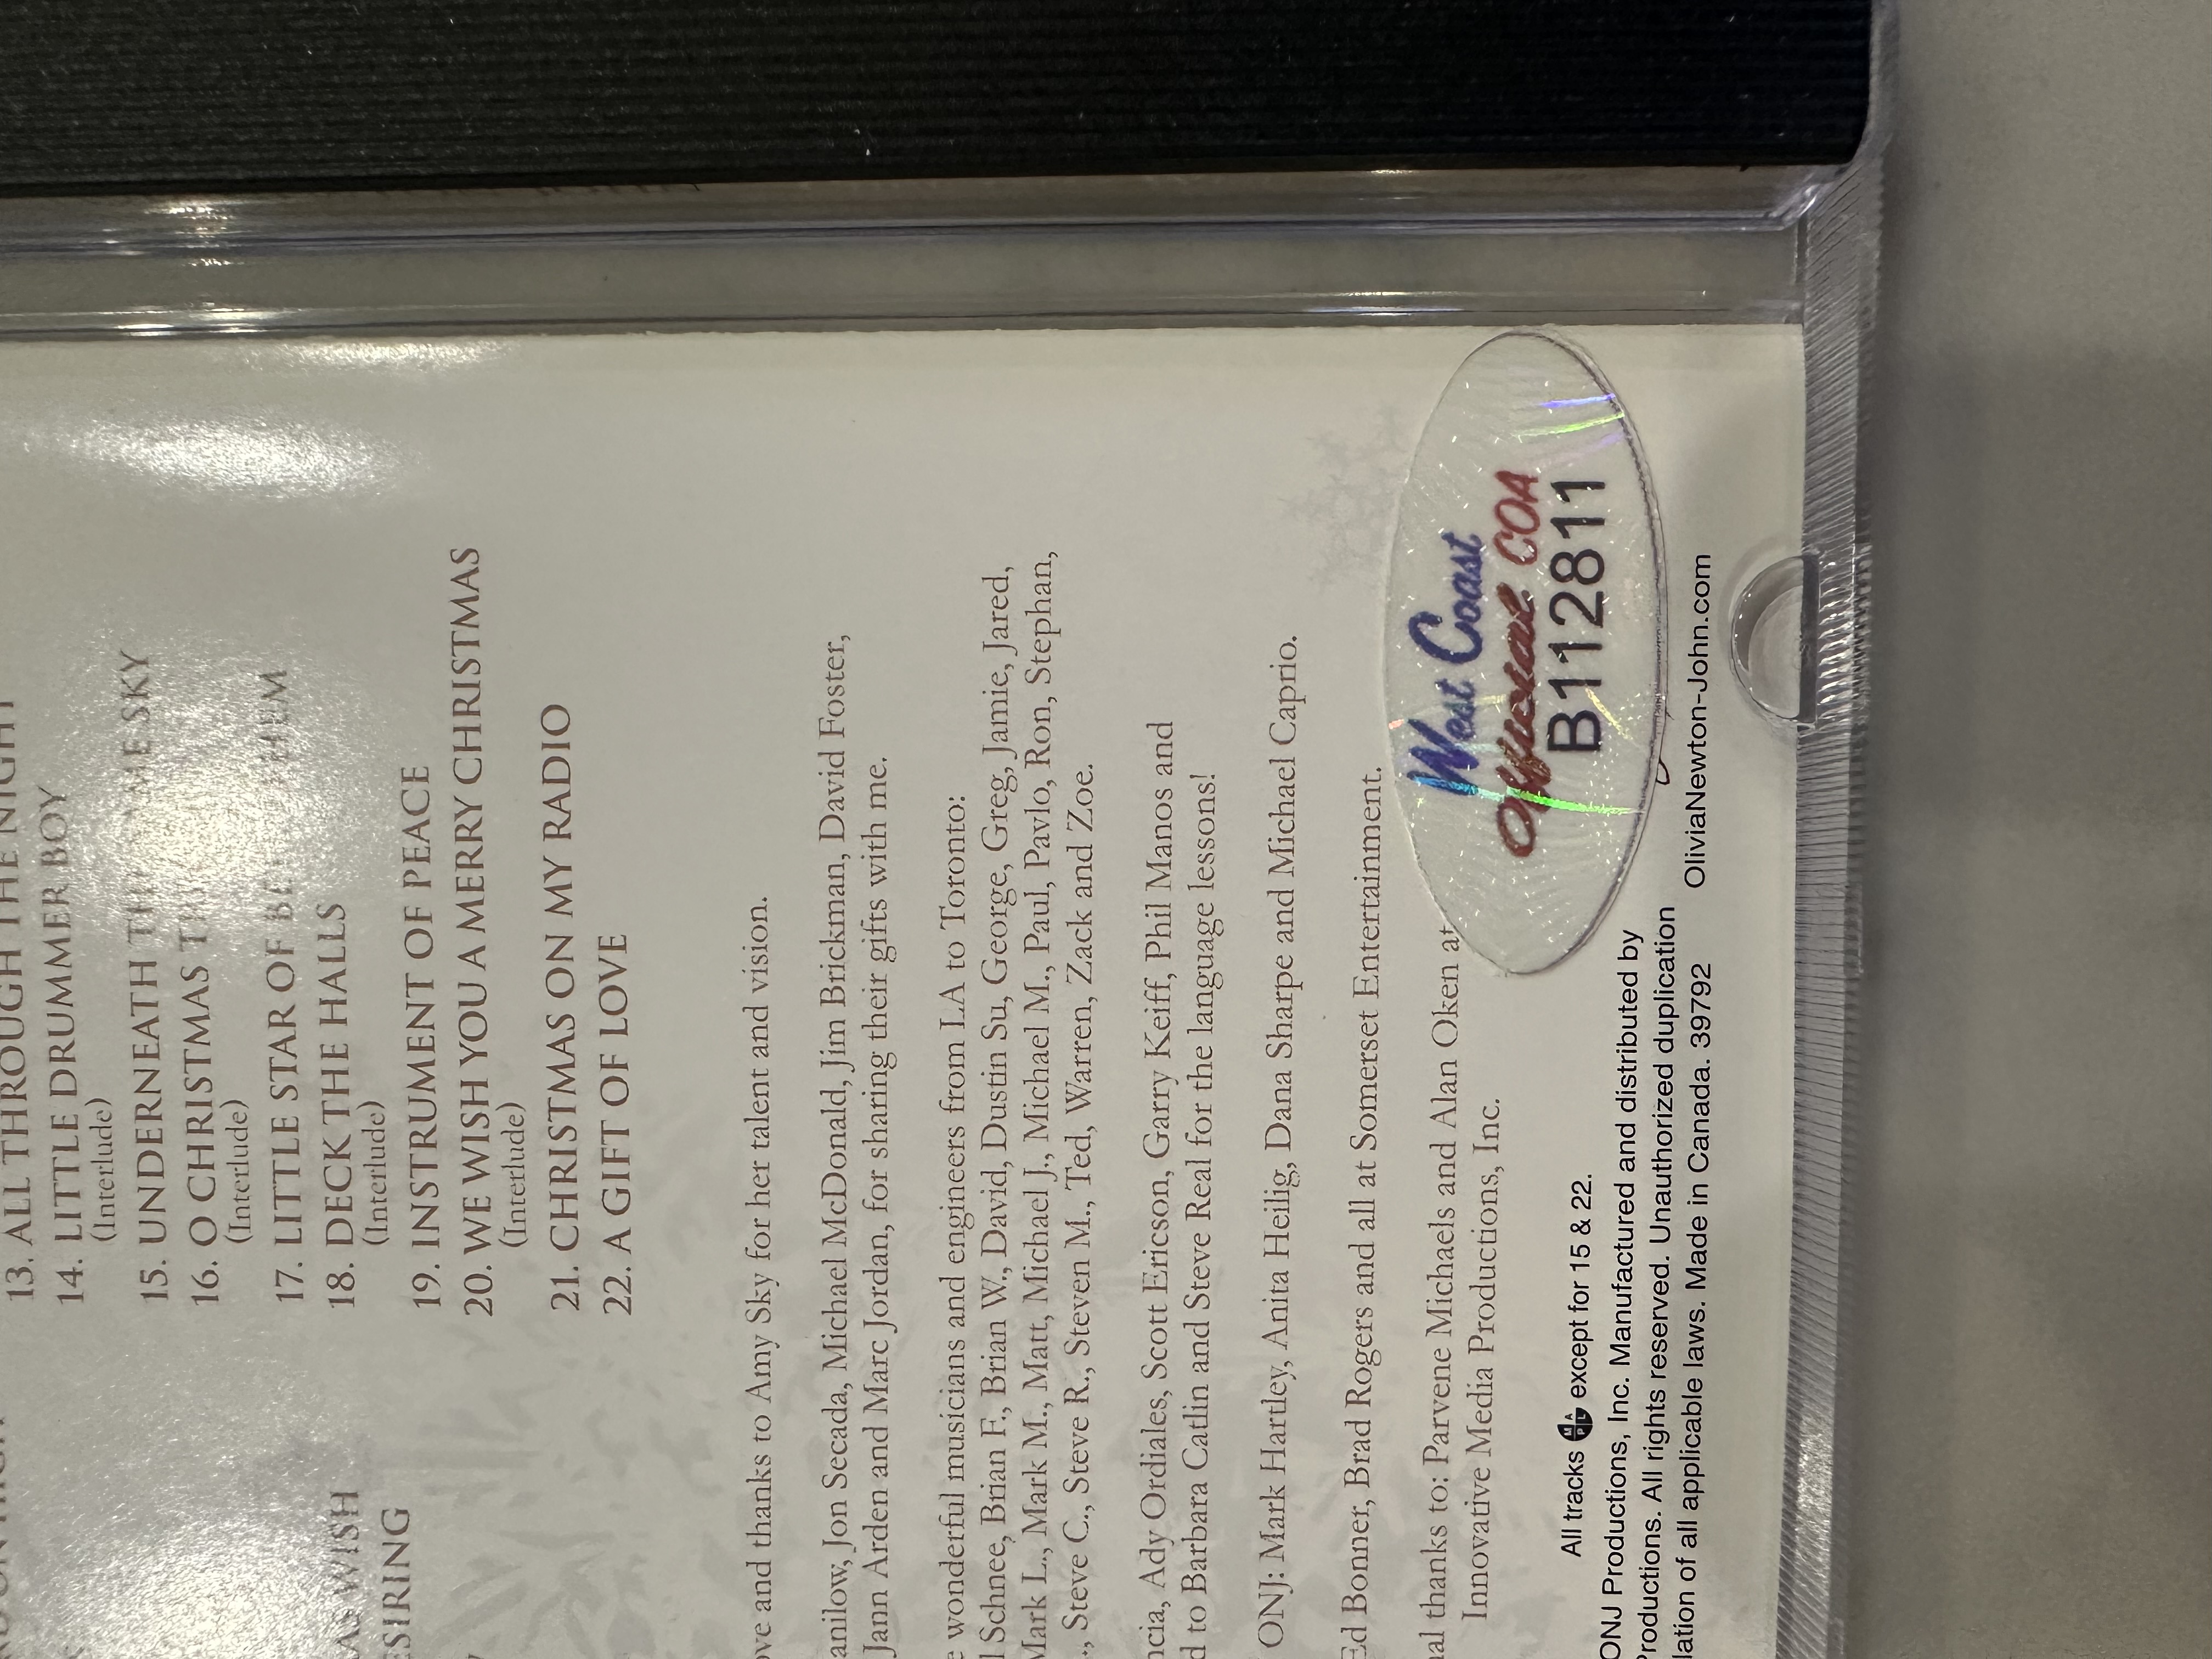 13. ALL THROUGH THE NIGHT
14. LITTLE DRUMMER BOY
(Interlude)
15. UNDERNEATH THE SAME SKY
16. O CHRISTMAS
(Interlude)
17. LITTLE STAR OF
18. DECK THE HALLS
(Interlude)
19. INSTRUMENT OF PEACE
20. WE WISH YOU A MERRY CHRISTMAS
(Interlude)
21. CHRISTMAS ON MY RADIO
22. A GIFT OF LOVE
WISH
and thanks to Amy Sky for her talent and vision.
Jon Secada, Michael McDonald, Jim Brickman, David Foster,
Jann Arden and Marc Jordan, for sharing their gifts with me.
wonderful musicians and engineers from LA to Toronto:
Schnee, Brian F., Brian W., David, Dustin Su, George, Greg, Jamie, Jared,
Mark L., Mark M., Matt, Michael J., Michael M., Paul, Pavlo, Ron, Stephan,
Steve C., Steve R., Steven M., Ted, Warren, Zack and Zoe.
Ady Ordiales, Scott Ericson, Garry Keiff, Phil Manos and
to Barbara Catlin and Steve Real for the language lessons!
ONJ: Mark Hartley, Anita Heilig, Dana Sharpe and Michael Caprio.
Ed Bonner, Brad Rogers and all at Somerset Entertainment.
thanks to: Parvene Michaels and Alan Oken at
Innovative Media Productions, Inc.
West Coast
Official COA
B112811
All tracks MAPL except for 15 & 22.
ONJ Productions, Inc. Manufactured and distributed by
Productions. All rights reserved. Unauthorized duplication
of all applicable laws. Made in Canada. 39792 OliviaNewton-John.com